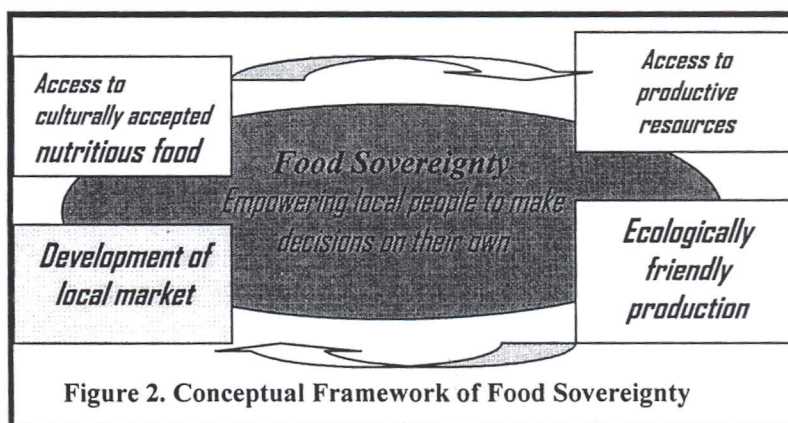 Access to
culturally accepted
nutritious food
Access to
productive
resources
Food Sovereignty
Empowering local people to make
decisions on their own
Development of
local market
Ecologically
friendly
production
Figure 2. Conceptual Framework of Food Sovereignty